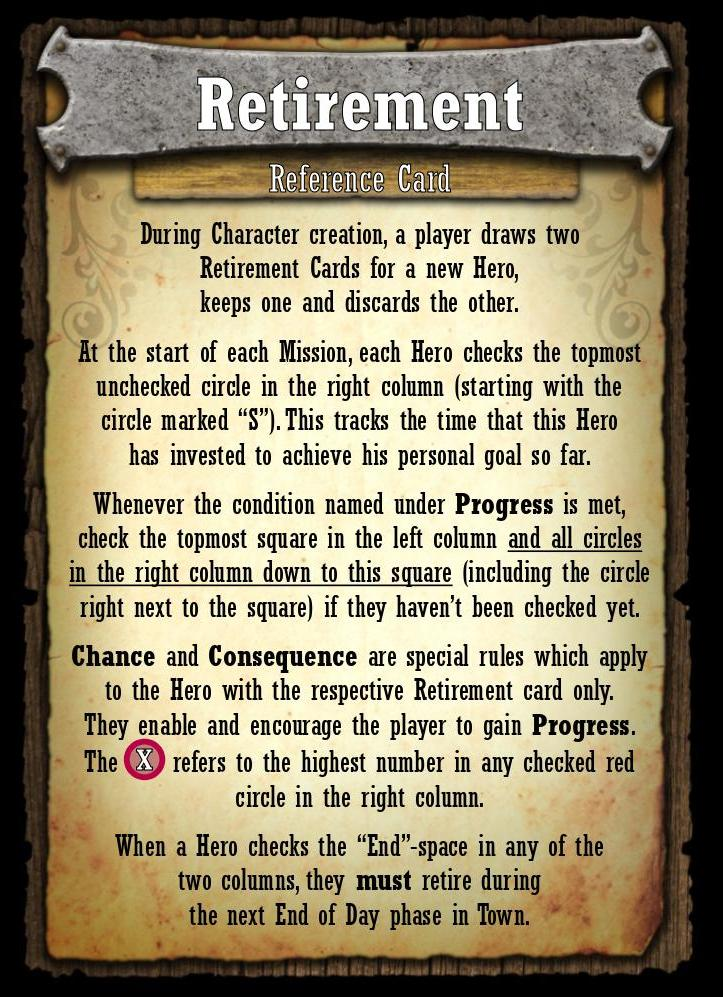 Retirement
Reference Card
During Character creation, a player draws two
Retirement Cards for a new Hero,
keeps one and discards the other.
At the start of each Mission, each Hero checks the topmost
unchecked circle in the right column (starting with the
circle marked “S”). This tracks the time that this Hero
has invested to achieve his personal goal so far.
Whenever the condition named under Progress is met,
check the topmost square in the left column and all circles
in the right column down to this square (including the circle
right next to the square) if they haven’t been checked yet.
Chance and Consequence are special rules which apply
to the Hero with the respective Retirement card only.
They enable and encourage the player to gain Progress.
The X refers to the highest number in any checked red
circle in the right column.
When a Hero checks the “End”-space in any of the
two columns, they must retire during
the next End of Day phase in Town.